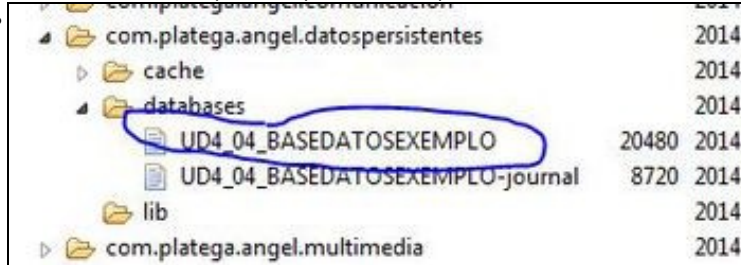 com.platega.angel.datospersistentes 2014
cache 2014
databases 2014
UD4_04_BASEDATOSEXEMPLO 20480 2014
UD4_04_BASEDATOSEXEMPLO-journal 8720 2014
lib 2014
com.platega.angel.multimedia 2014